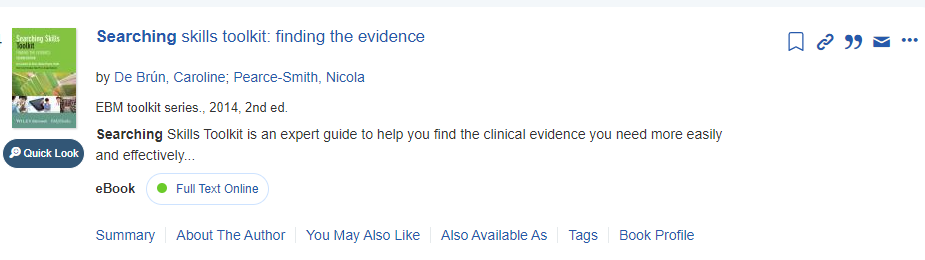 Searching Skills
Toolkit
Searching skills toolkit: finding the evidence
by De Brún, Caroline; Pearce-Smith, Nicola
EBM toolkit series., 2014, 2nd ed.
Searching Skills Toolkit is an expert guide to help you find the clinical evidence you need more easily
and effectively...
Quick Look
eBook
Full Text Online
Summary
About The Author
You May Also Like
Also Available As
Tags
Book Profile